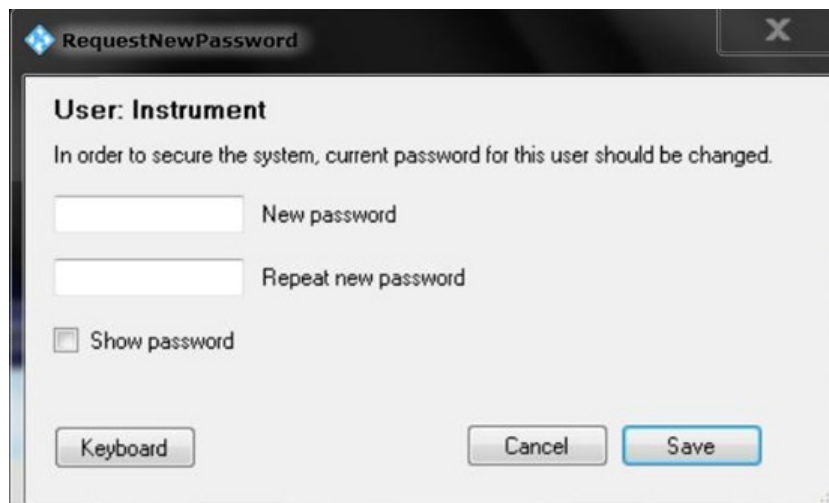 RequestNewPassword
X
User: Instrument
In order to secure the system, current password for this user should be changed.
New password
Repeat new password
Show password
Keyboard
Cancel
Save